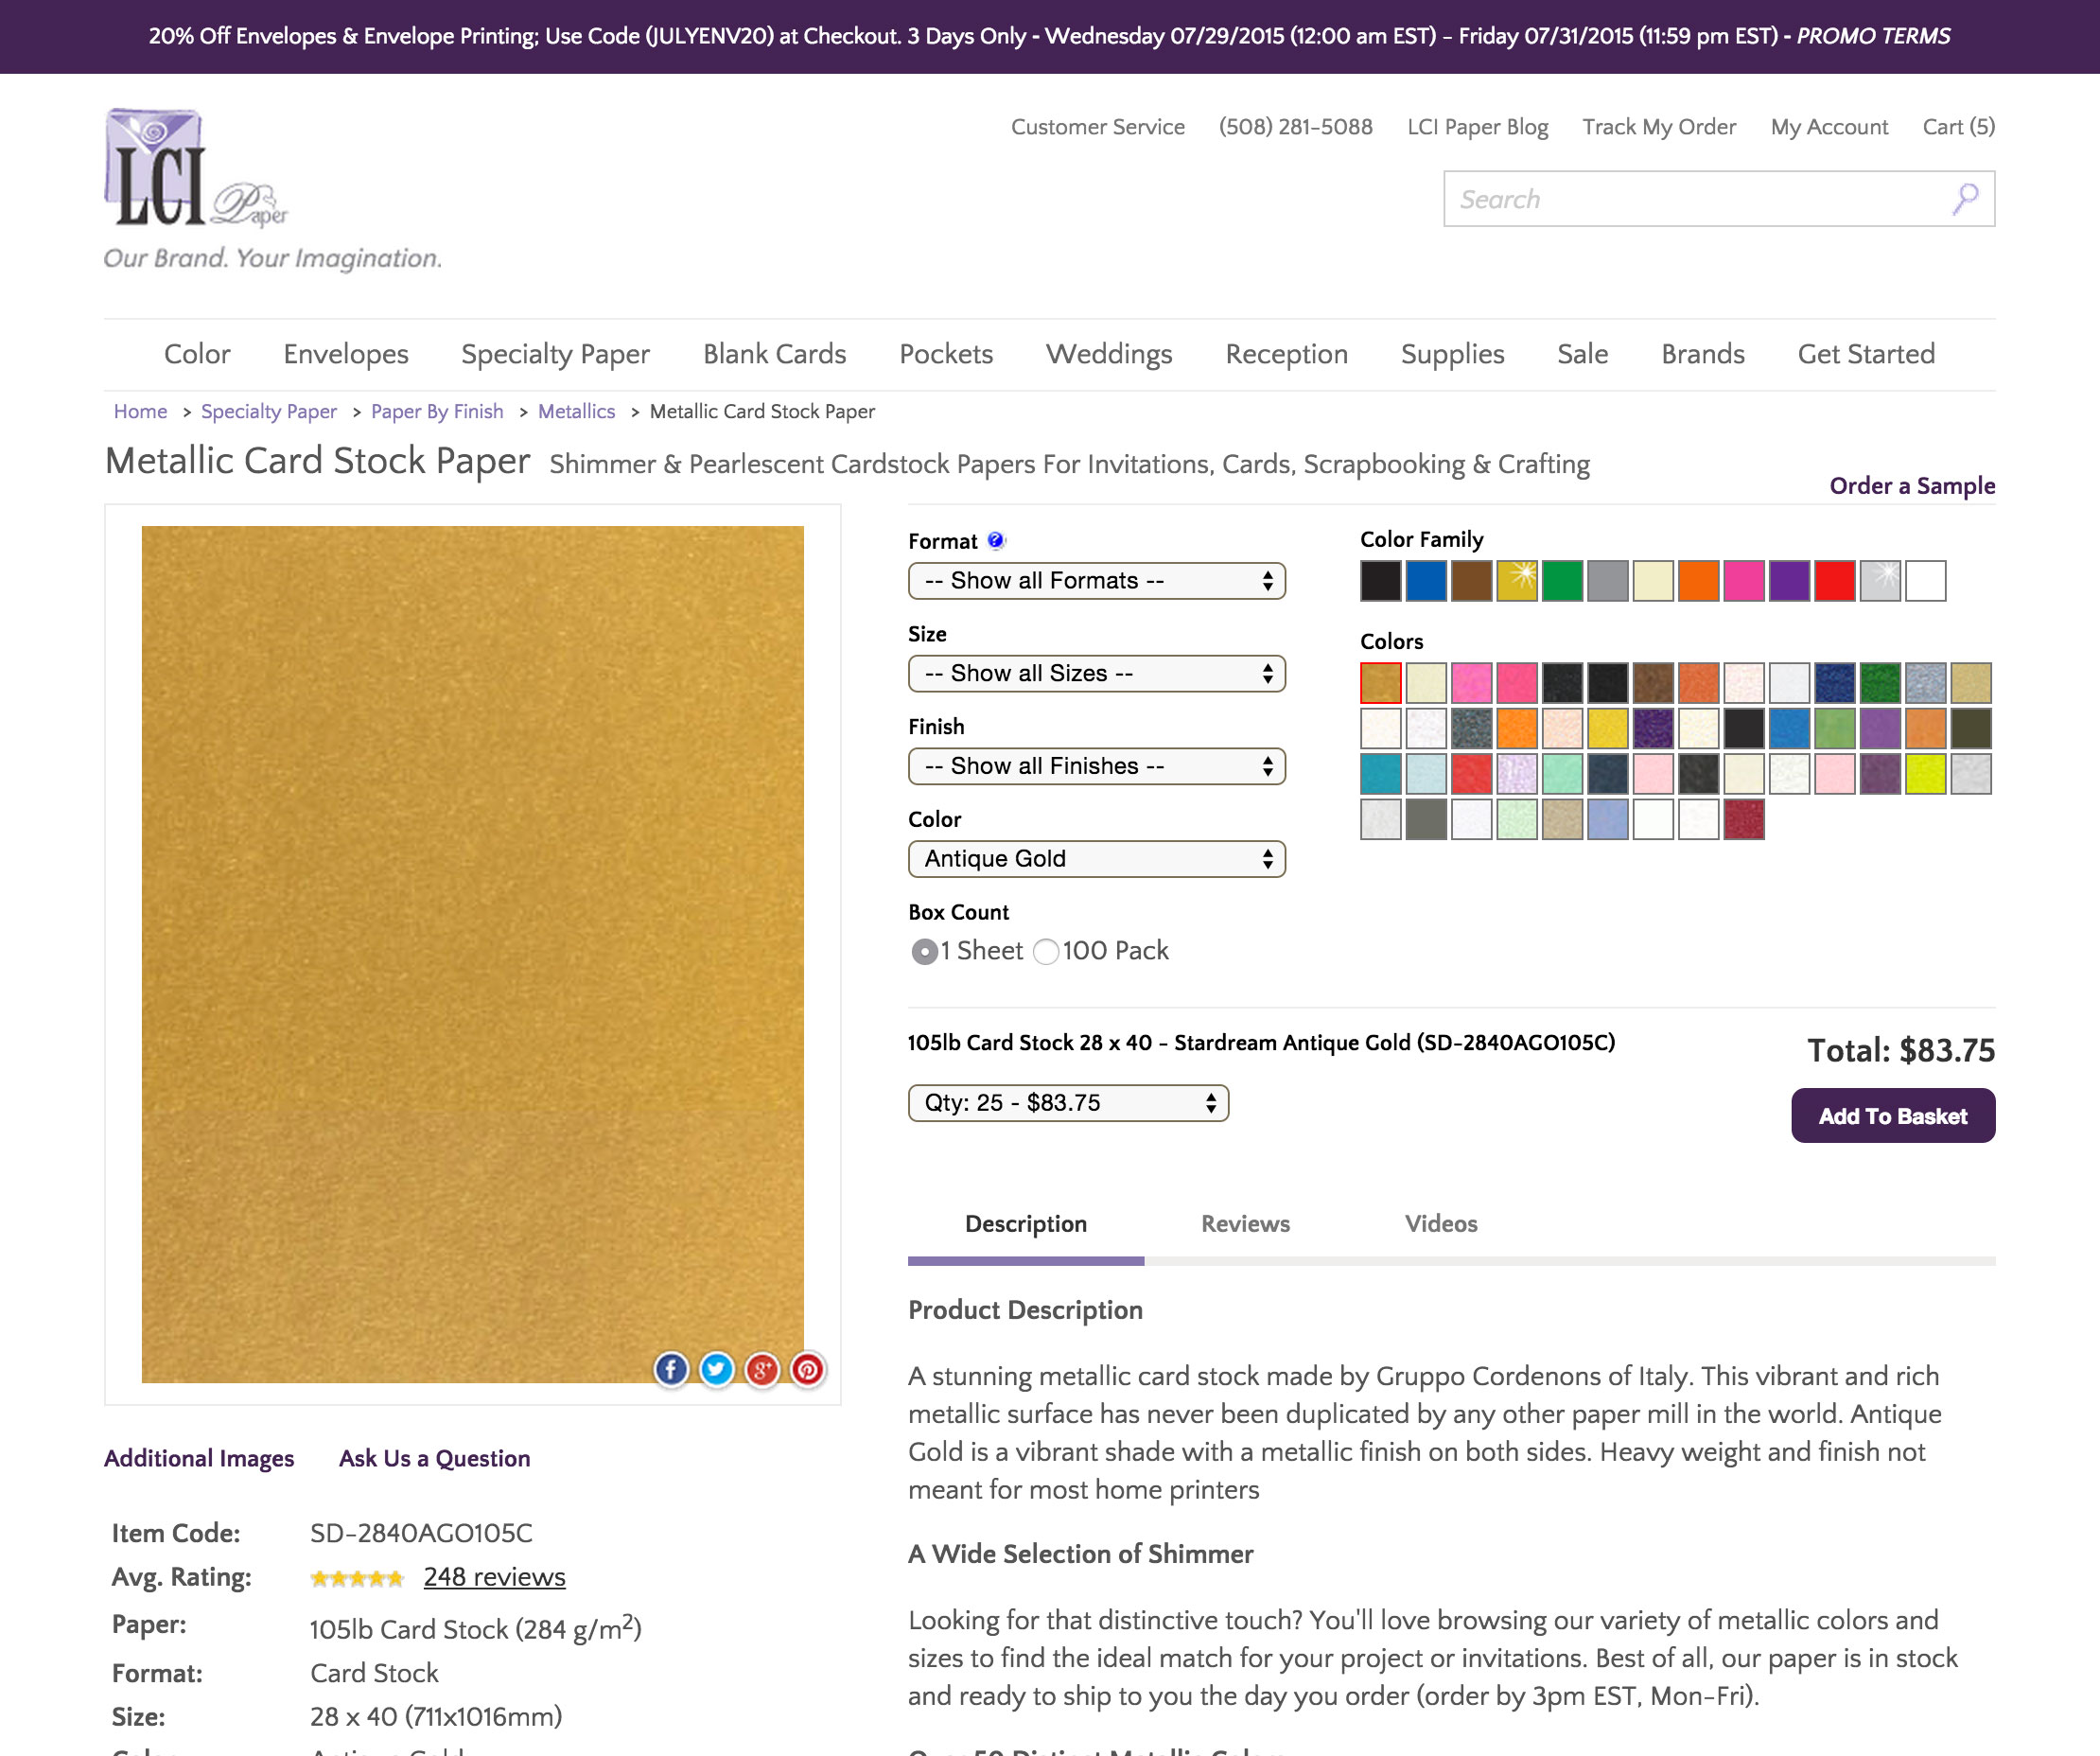 20% Off Envelopes & Envelope Printing; Use Code (JULYENV20) at Checkout. 3 Days Only - Wednesday 07/29/2015 (12:00 am EST) – Friday 07/31/2015 (11:59 pm EST) - PROMO TERMS
LCI Paper
Our Brand. Your Imagination.
Customer Service (508) 281-5088 LCI Paper Blog Track My Order My Account Cart (5)
Search
Color Envelopes Specialty Paper Blank Cards Pockets Weddings Reception Supplies Sale Brands Get Started
Home > Specialty Paper > Paper By Finish > Metallics > Metallic Card Stock Paper
Metallic Card Stock Paper Shimmer & Pearlescent Cardstock Papers For Invitations, Cards, Scrapbooking & Crafting
Order a Sample
Format ?
-- Show all Formats --
Size
-- Show all Sizes --
Finish
-- Show all Finishes --
Color
Antique Gold
Box Count
1 Sheet 100 Pack
Color Family
Colors
105lb Card Stock 28 x 40 - Stardream Antique Gold (SD-2840AGO105C)
Total: $83.75
Qty: 25 - $83.75
Add To Basket
Description Reviews Videos
Product Description
A stunning metallic card stock made by Gruppo Cordenons of Italy. This vibrant and rich
metallic surface has never been duplicated by any other paper mill in the world. Antique
Gold is a vibrant shade with a metallic finish on both sides. Heavy weight and finish not
meant for most home printers
A Wide Selection of Shimmer
Looking for that distinctive touch? You'll love browsing our variety of metallic colors and
sizes to find the ideal match for your project or invitations. Best of all, our paper is in stock
and ready to ship to you the day you order (order by 3pm EST, Mon-Fri).
Over 50 Distinct Metallic Colors
Additional Images Ask Us a Question
Item Code: SD-2840AGO105C
Avg. Rating: 248 reviews
Paper: 105lb Card Stock (284 g/m²)
Format: Card Stock
Size: 28 x 40 (711x1016mm)
Color: Antique Gold